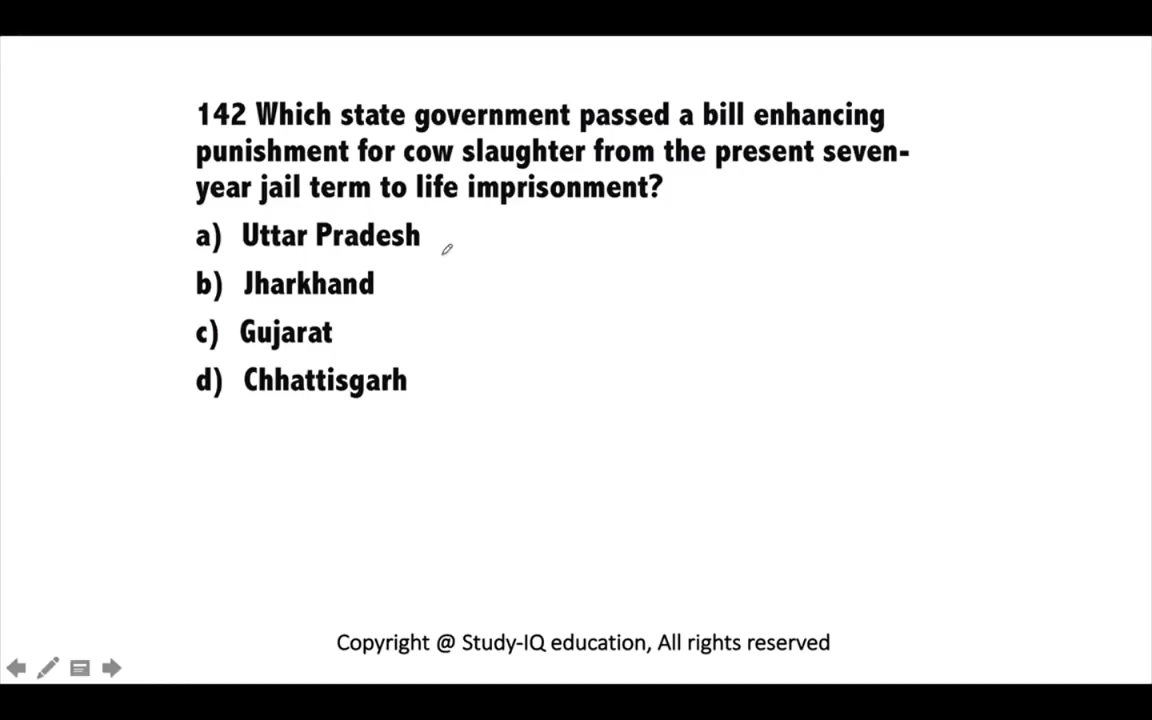 142 Which state government passed a bill enhancing
punishment for cow slaughter from the present seven-
year jail term to life imprisonment?
a) Uttar Pradesh
b) Jharkhand
c) Gujarat
d) Chhattisgarh
Copyright @ Study-IQ education, All rights reserved